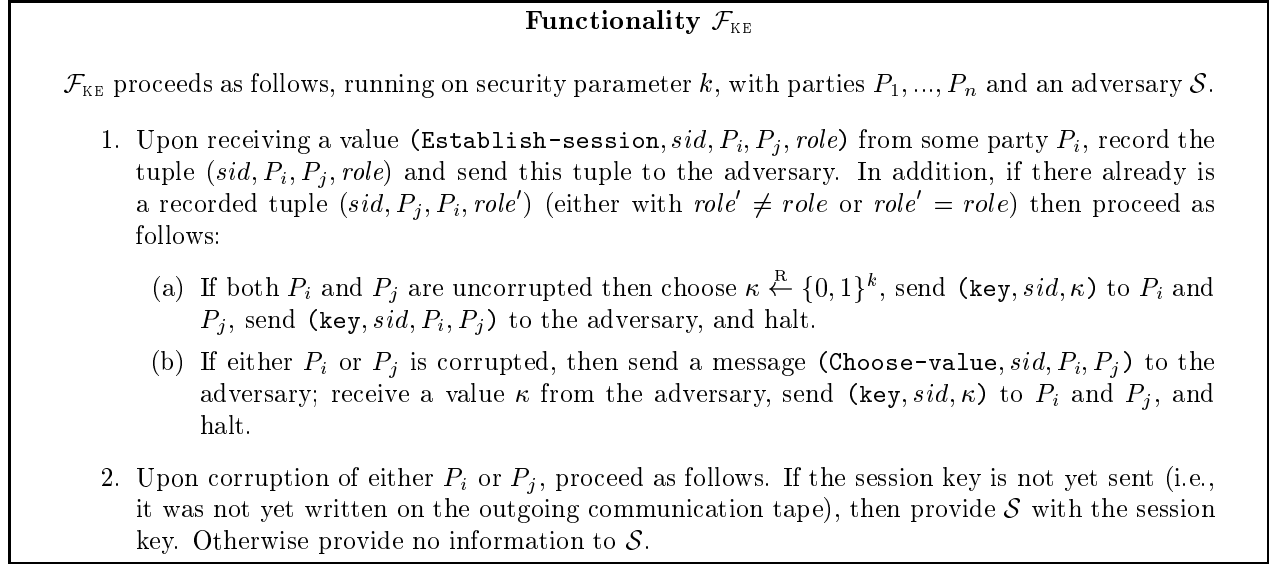 Functionality F_KE
F_KE proceeds as follows, running on security parameter k, with parties P_1, ..., P_n and an adversary S.
1. Upon receiving a value (Establish-session, sid, P_i, P_j, role) from some party P_i, record the
tuple (sid, P_i, P_j, role) and send this tuple to the adversary. In addition, if there already is
a recorded tuple (sid, P_j, P_i, role′) (either with role′ ≠ role or role′ = role) then proceed as
follows:
(a) If both P_i and P_j are uncorrupted then choose κ ←^R {0, 1}^k, send (key, sid, κ) to P_i and
P_j, send (key, sid, P_i, P_j) to the adversary, and halt.
(b) If either P_i or P_j is corrupted, then send a message (Choose-value, sid, P_i, P_j) to the
adversary; receive a value κ from the adversary, send (key, sid, κ) to P_i and P_j, and
halt.
2. Upon corruption of either P_i or P_j, proceed as follows. If the session key is not yet sent (i.e.,
it was not yet written on the outgoing communication tape), then provide S with the session
key. Otherwise provide no information to S.